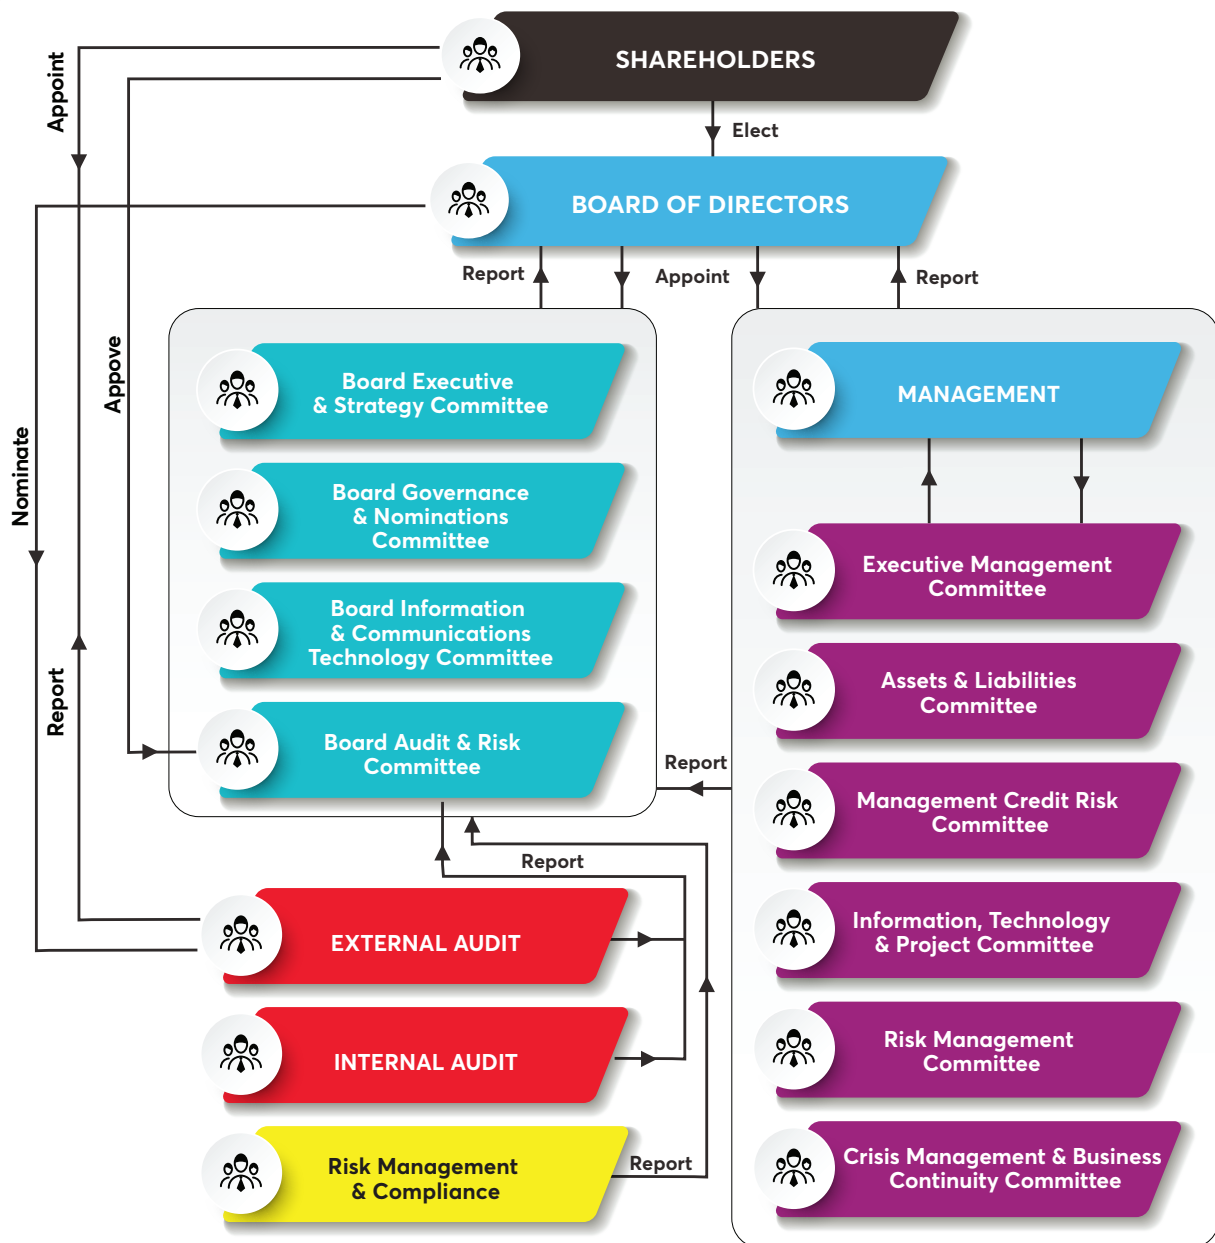 SHAREHOLDERS
Appoint
Elect
BOARD OF DIRECTORS
Report
Appoint
Report
Appove
Nominate
Report
Board Executive
& Strategy Committee
Board Governance
& Nominations
Committee
Board Information
& Communications
Technology Committee
Board Audit & Risk
Committee
Report
MANAGEMENT
Executive Management
Committee
Assets & Liabilities
Committee
Management Credit Risk
Committee
Information, Technology
& Project Committee
Risk Management
Committee
Crisis Management & Business
Continuity Committee
Report
EXTERNAL AUDIT
INTERNAL AUDIT
Risk Management
& Compliance
Report